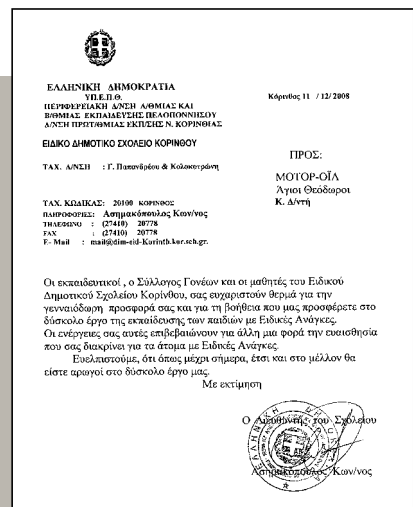 ΕΛΛΗΝΙΚΗ ΔΗΜΟΚΡΑΤΙΑ
ΥΠ.Ε.Π.Θ.
ΠΕΡΙΦΕΡΕΙΑΚΗ Δ/ΝΣΗ Α/ΘΜΙΑΣ ΚΑΙ
Β/ΘΜΙΑΣ ΕΚΠΑΙΔΕΥΣΗΣ ΠΕΛΟΠΟΝΝΗΣΟΥ
Δ/ΝΣΗ ΠΡΩΤ/ΘΜΙΑΣ ΕΚΠ/ΣΗΣ Ν. ΚΟΡΙΝΘΙΑΣ
Κόρινθος 11 / 12/ 2008
ΕΙΔΙΚΟ ΔΗΜΟΤΙΚΟ ΣΧΟΛΕΙΟ ΚΟΡΙΝΘΟΥ
ΤΑΧ. Δ/ΝΣΗ : Γ. Παπανδρέου & Κολοκοτρώνη
ΠΡΟΣ:
ΜΟΤΟΡ-ΟΪΛ
Άγιοι Θεόδωροι
Κ. Δ/ντή
ΤΑΧ. ΚΩΔΙΚΑΣ: 20100 ΚΟΡΙΝΘΟΣ
ΠΛΗΡΟΦΟΡΙΕΣ: Ασημακόπουλος Κων/νος
ΤΗΛΕΦΩΝΟ : (27410) 20778
FAX : (27410) 20778
E- Mail : mail@dim-eid-Korinth.kor.sch.gr.
Οι εκπαιδευτικοί , ο Σύλλογος Γονέων και οι μαθητές του Ειδικού
Δημοτικού Σχολείου Κορίνθου, σας ευχαριστούν θερμά για την
γενναιόδωρη προσφορά σας και για τη βοήθεια που μας προσφέρετε στο
δύσκολο έργο της εκπαίδευσης των παιδιών με Ειδικές Ανάγκες.
Οι ενέργειες σας αυτές επιβεβαιώνουν για άλλη μια φορά την ευαισθησία
που σας διακρίνει για τα άτομα με Ειδικές Ανάγκες.
Ευελπιστούμε, ότι όπως μέχρι σήμερα, έτσι και στο μέλλον θα
είστε αρωγοί στο δύσκολο έργο μας.
Με εκτίμηση
Ο Διευθυντής του Σχολείου
Ασημακόπουλος Κων/νος